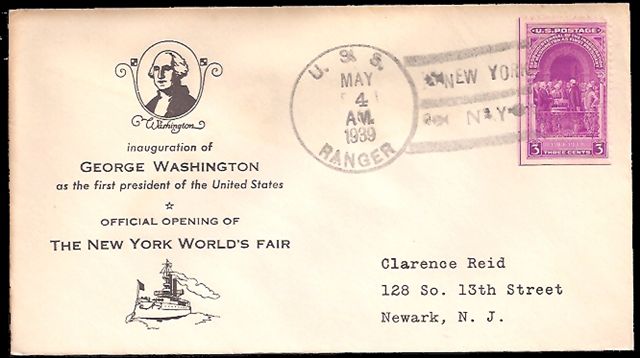 Washington
inauguration of
GEORGE WASHINGTON
as the first president of the United States
OFFICIAL OPENING OF
THE NEW YORK WORLD'S FAIR
U. S. S.
MAY
4
A.M.
1939
RANGER
NEW YORK
N.Y.
U.S. POSTAGE
3 3
THREE CENTS
Clarence Reid
128 So. 13th Street
Newark, N. J.